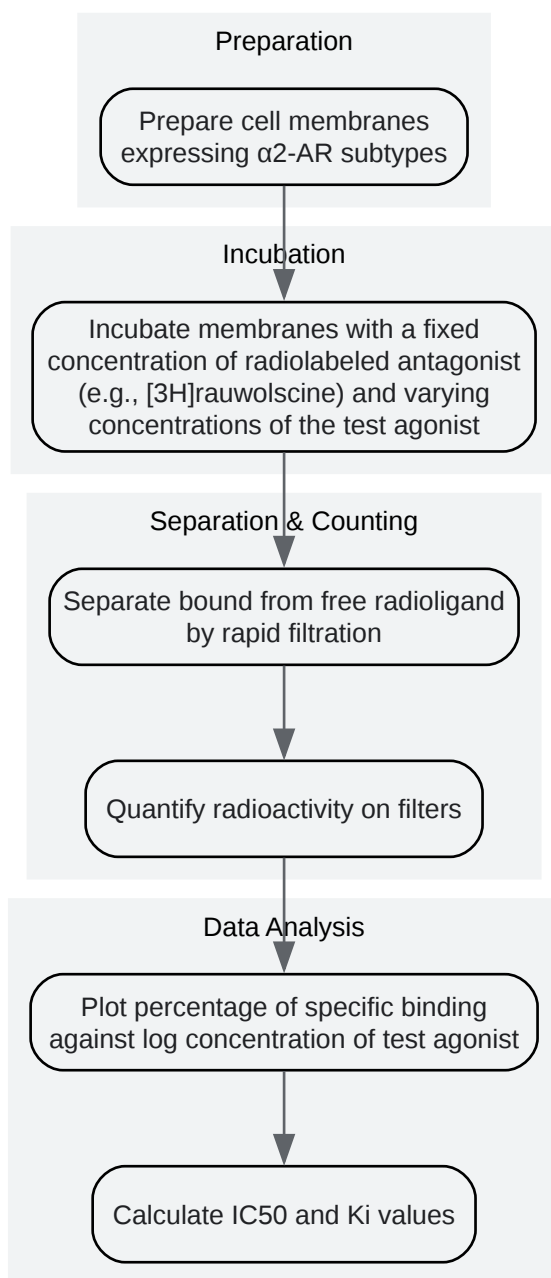 Preparation
Prepare cell membranes
expressing α2-AR subtypes
Incubation
Incubate membranes with a fixed
concentration of radiolabeled antagonist
(e.g., [3H]rauwolscine) and varying
concentrations of the test agonist
Separation & Counting
Separate bound from free radioligand
by rapid filtration
Quantify radioactivity on filters
Data Analysis
Plot percentage of specific binding
against log concentration of test agonist
Calculate IC50 and Ki values